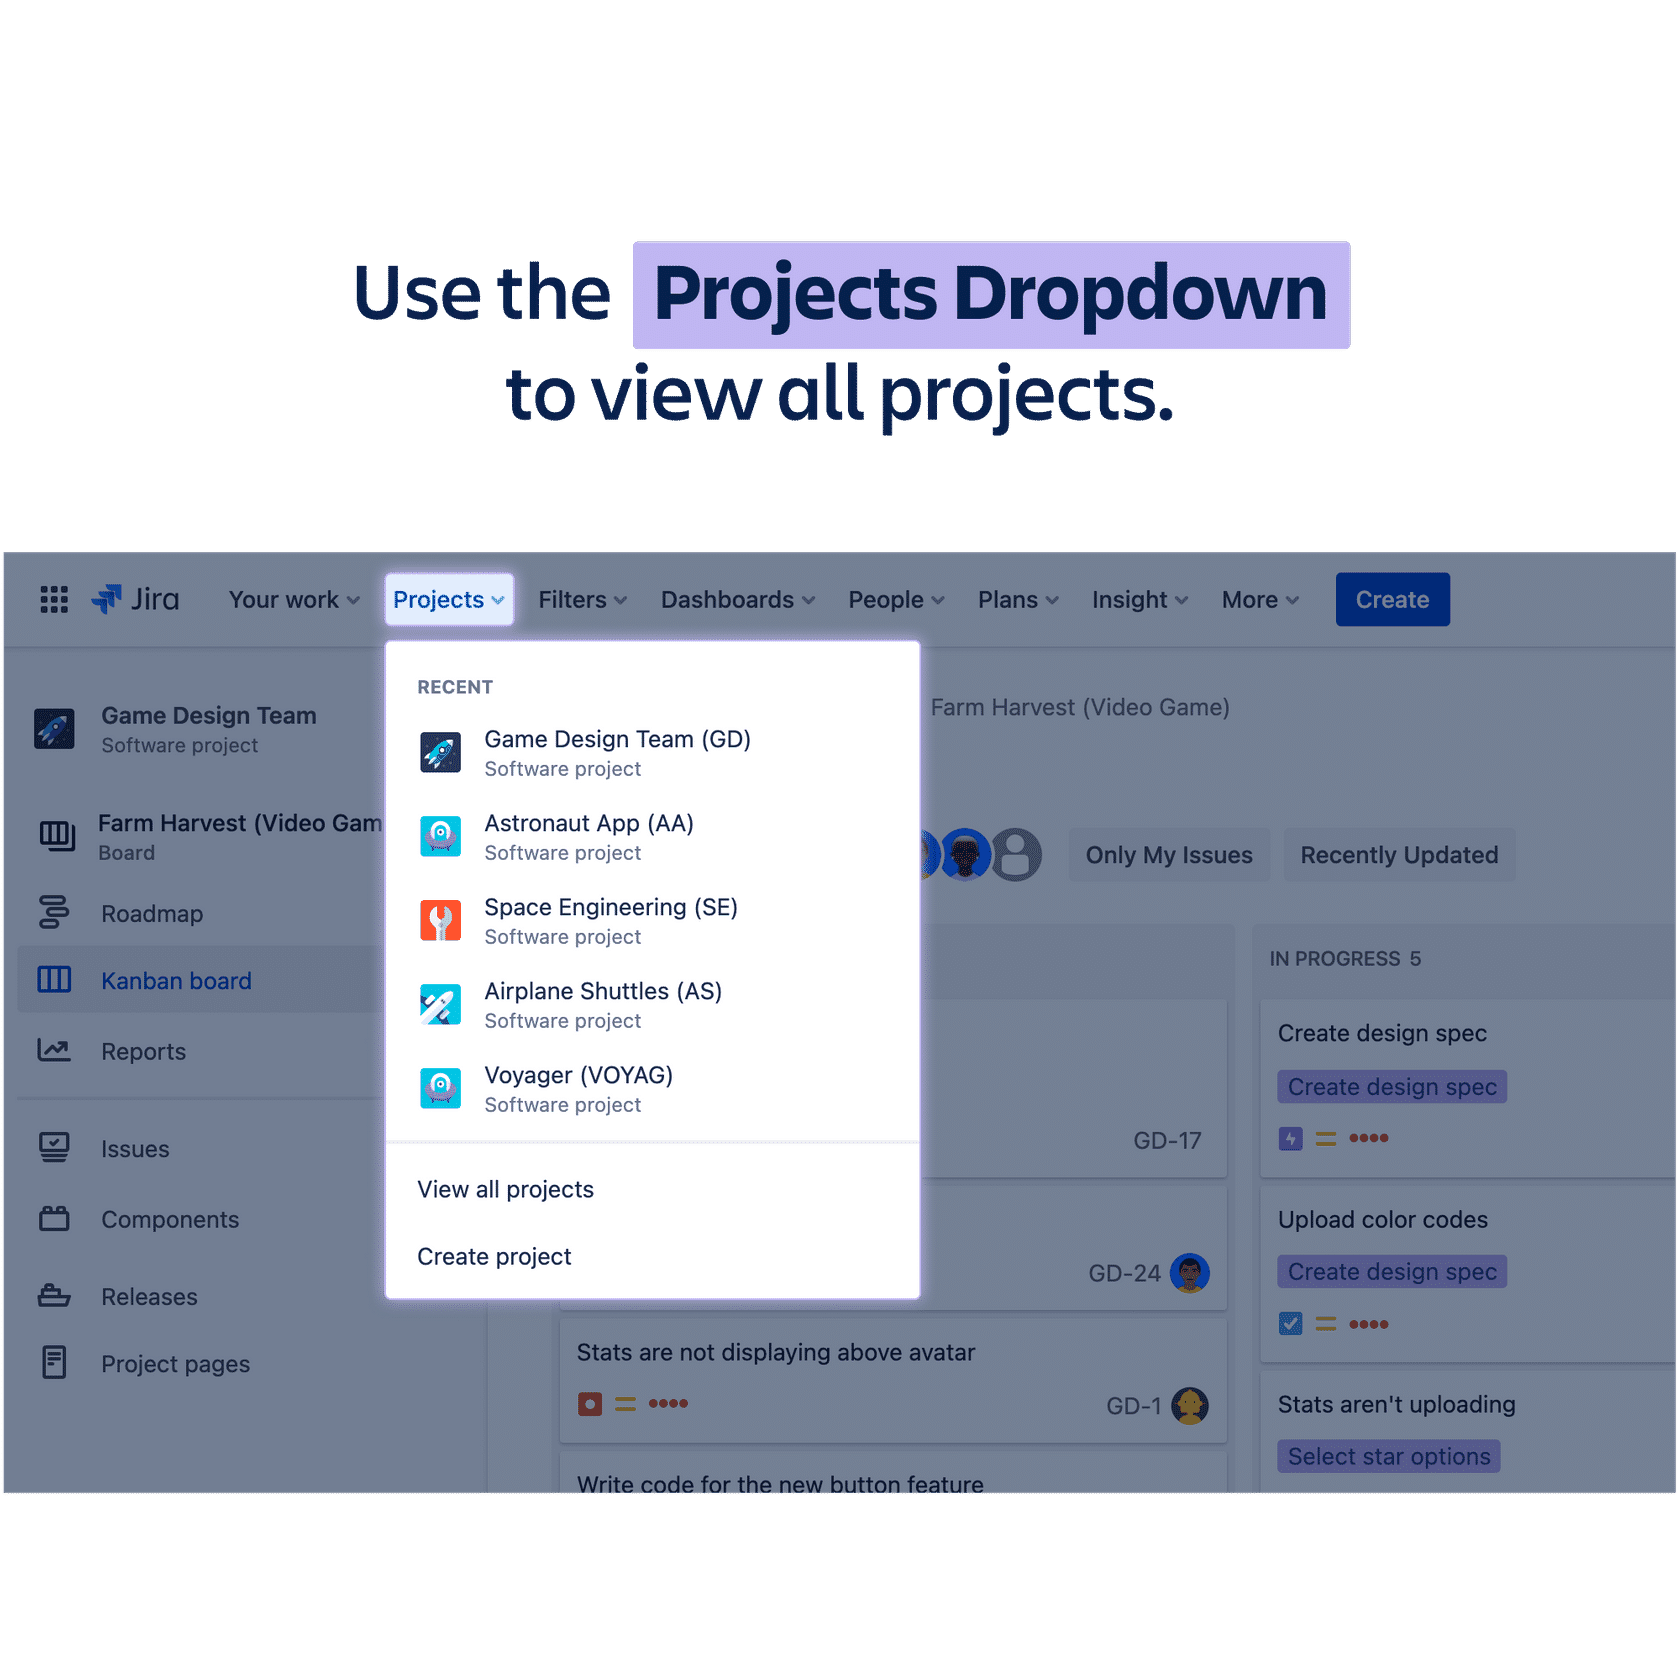 Use the Projects Dropdown
to view all projects.
Jira Your work Projects Filters Dashboards People Plans Insight More Create
Game Design Team
Software project
Farm Harvest (Video Gam
Board
Roadmap
Kanban board
Reports
Issues
Components
Releases
Project pages
RECENT
Game Design Team (GD)
Software project
Astronaut App (AA)
Software project
Space Engineering (SE)
Software project
Airplane Shuttles (AS)
Software project
Voyager (VOYAG)
Software project
View all projects
Create project
Farm Harvest (Video Game)
Only My Issues Recently Updated
GD-17
GD-24
Stats are not displaying above avatar
GD-1
Write code for the new button feature
IN PROGRESS 5
Create design spec
Create design spec
Upload color codes
Create design spec
Stats aren't uploading
Select star options